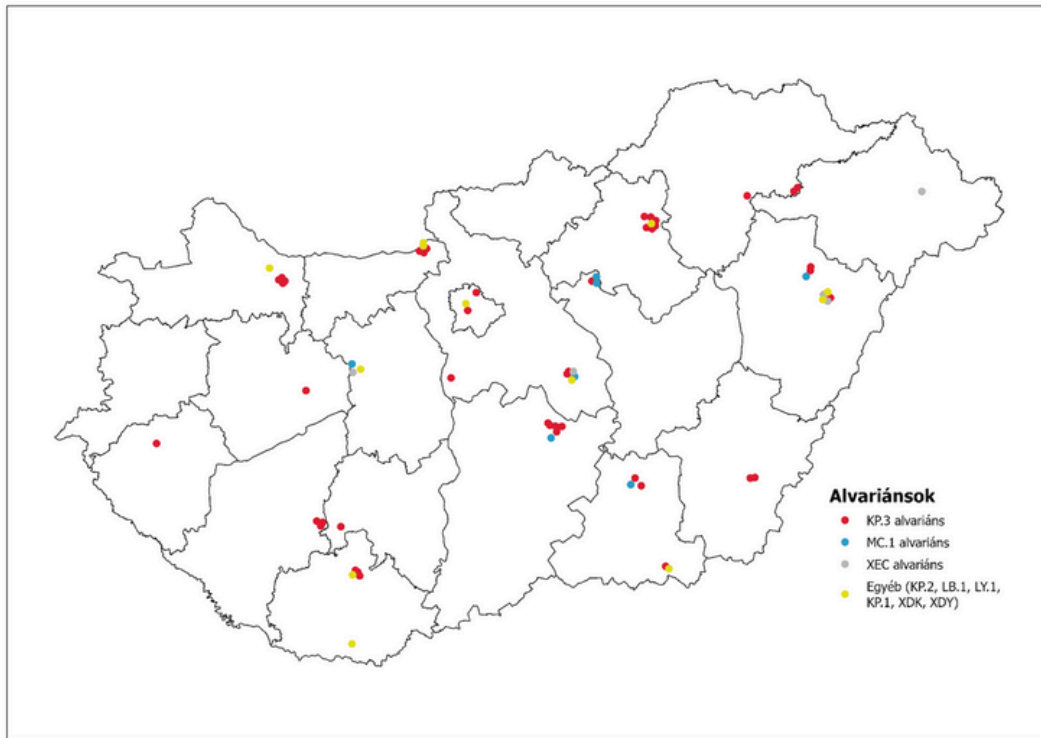 Alvariánsok
KP.3 alvariáns
MC.1 alvariáns
XEC alvariáns
Egyéb (KP.2, LB.1, LY.1,
KP.1, XDK, XDY)